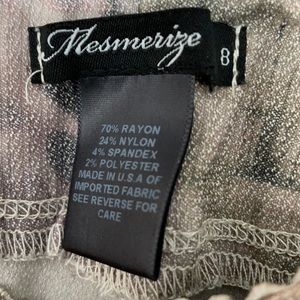 Mesmerize
8
70% RAYON
24% NYLON
4% SPANDEX
2% POLYESTER
MADE IN U.S.A OF
IMPORTED FABRIC
SEE REVERSE FOR
CARE